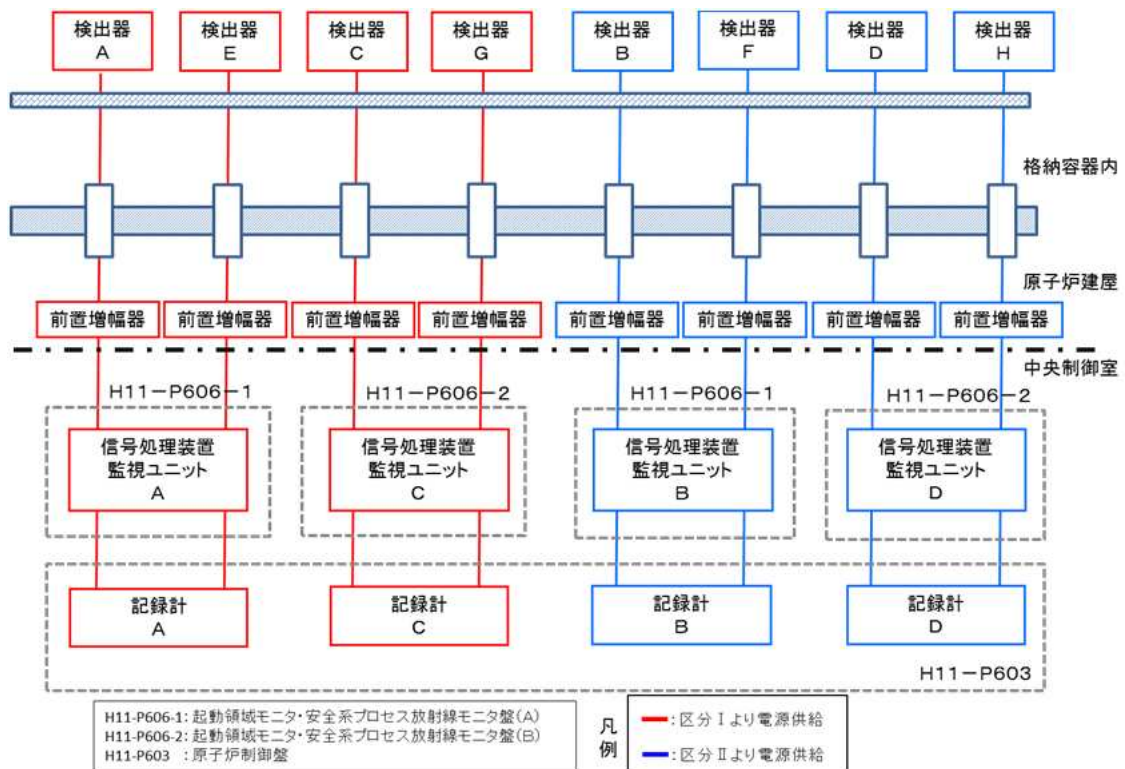 検出器
A
検出器
E
検出器
C
検出器
G
検出器
B
検出器
F
検出器
D
検出器
H
格納容器内
原子炉建屋
前置増幅器
前置増幅器
前置増幅器
前置増幅器
前置増幅器
前置増幅器
前置増幅器
前置増幅器
中央制御室
H11-P606-1
H11-P606-2
H11-P606-1
H11-P606-2
信号処理装置
監視ユニット
A
信号処理装置
監視ユニット
C
信号処理装置
監視ユニット
B
信号処理装置
監視ユニット
D
記録計
A
記録計
C
記録計
B
記録計
D
H11-P603
H11-P606-1: 起動領域モニタ・安全系プロセス放射線モニタ盤(A)
H11-P606-2: 起動領域モニタ・安全系プロセス放射線モニタ盤(B)
H11-P603 : 原子炉制御盤
凡例
:区分Ⅰより電源供給
:区分Ⅱより電源供給